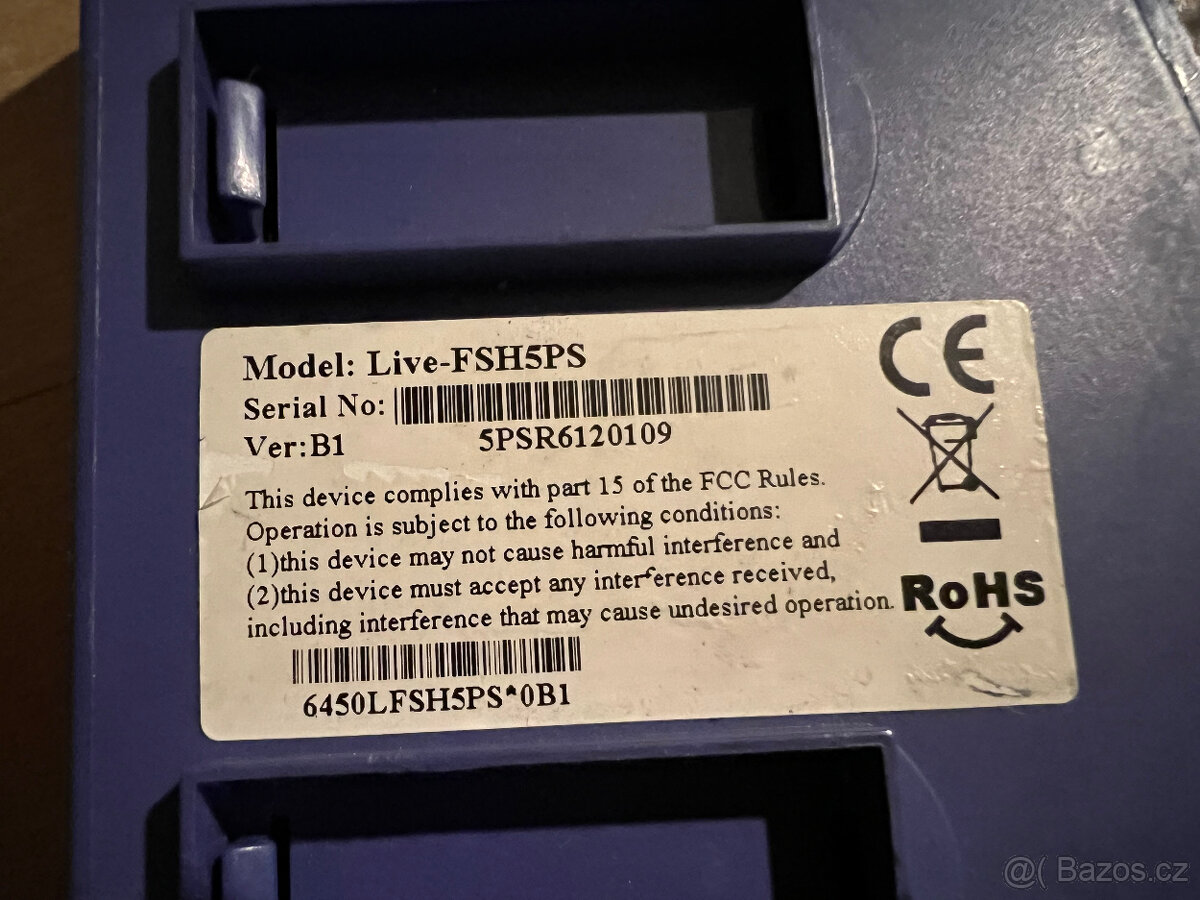 Model: Live-FSH5PS
Serial No:
Ver:B1
5PSR6120109
This device complies with part 15 of the FCC Rules.
Operation is subject to the following conditions:
(1)this device may not cause harmful interference and
(2)this device must accept any interference received,
including interference that may cause undesired operation.
6450LFSH5PS*0B1
CE
RoHS
@( Bazos.cz